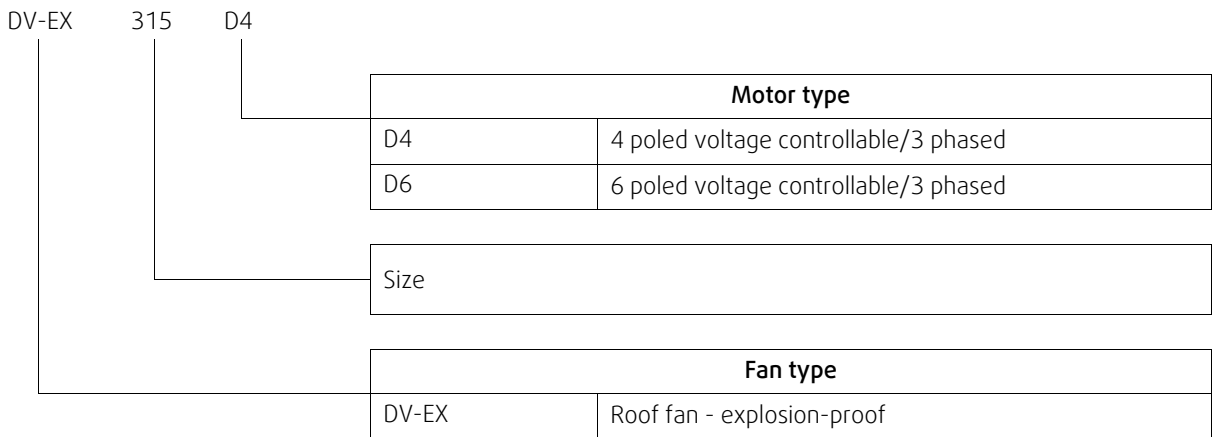 DV-EX 315 D4
Motor type
D4 4 poled voltage controllable/3 phased
D6 6 poled voltage controllable/3 phased
Size
Fan type
DV-EX Roof fan - explosion-proof